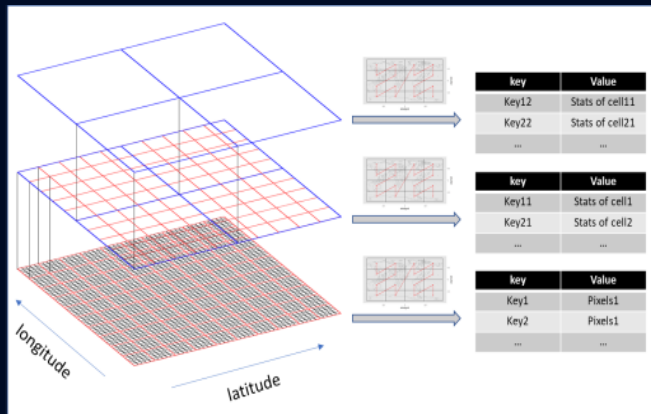 key Value
Key12 Stats of cell11
Key22 Stats of cell21
... ...
key Value
Key11 Stats of cell1
Key21 Stats of cell2
... ...
key Value
Key1 Pixels1
Key2 Pixels1
... ...
longitude
latitude